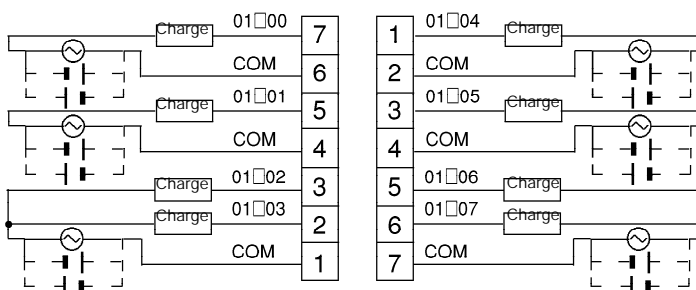 Charge 01□00 7
COM 6
Charge 01□01 5
COM 4
Charge 01□02 3
Charge 01□03 2
COM 1
1 01□04 Charge
2 COM
3 01□05 Charge
4 COM
5 01□06 Charge
6 01□07 Charge
7 COM